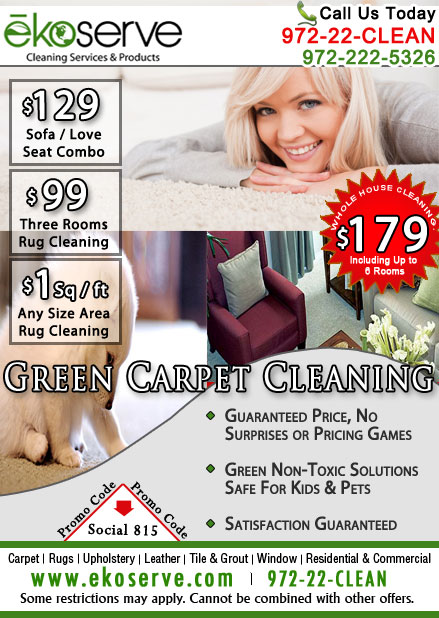 ēkoserve
Cleaning Services & Products
Call Us Today
972-22-CLEAN
972-222-5326
$129
Sofa / Love
Seat Combo
$99
Three Rooms
Rug Cleaning
$1 Sq / ft
Any Size Area
Rug Cleaning
WHOLE HOUSE CLEANING
$179
Including Up to
6 Rooms
GREEN CARPET CLEANING
GUARANTEED PRICE, NO
SURPRISES OR PRICING GAMES
GREEN NON-TOXIC SOLUTIONS
SAFE FOR KIDS & PETS
SATISFACTION GUARANTEED
Promo Code
Promo Code
Social 815
Carpet | Rugs | Upholstery | Leather | Tile & Grout | Window | Residential & Commercial
www.ekoserve.com | 972-22-CLEAN
Some restrictions may apply. Cannot be combined with other offers.